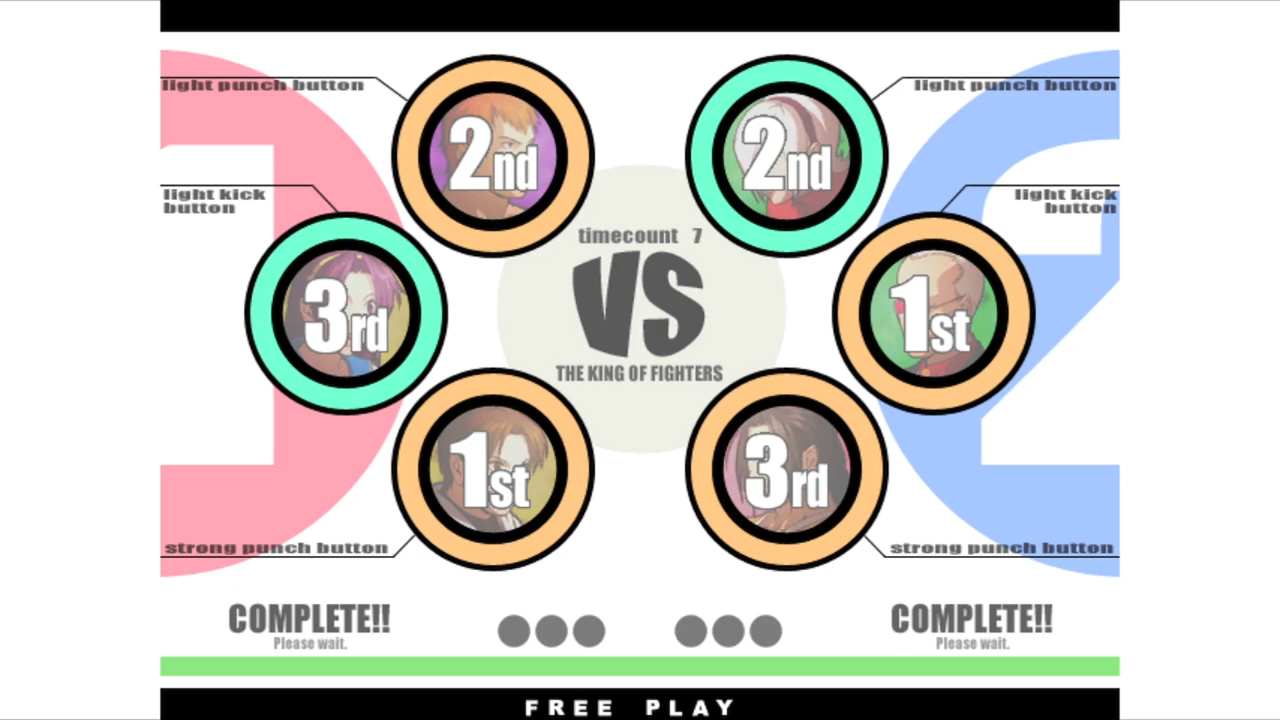 light punch button
2nd
2nd
light punch button
light kick
button
light kick
button
timecount 7
VS
THE KING OF FIGHTERS
3rd
1st
1st
3rd
strong punch button
strong punch button
COMPLETE!!
Please wait.
COMPLETE!!
Please wait.
FREE PLAY
1
2